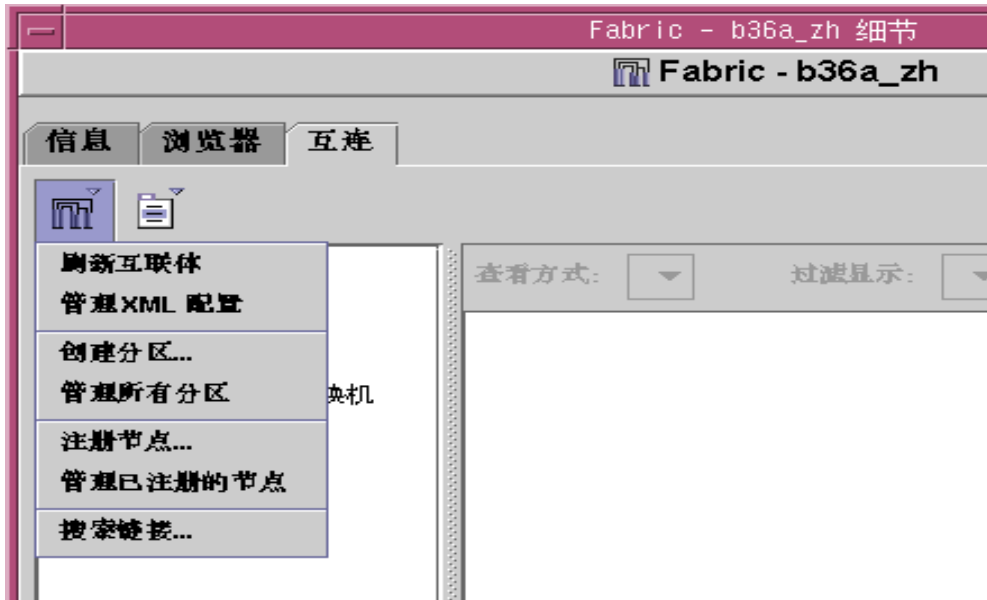 Fabric - b36a_zh 细节
Fabric - b36a_zh
信息 浏览器 互连
刷新互联体
管理XML 配置
查看方式: 过滤显示:
创建分区...
管理所有分区
换机
注册节点...
管理已注册的节点
搜索链接...